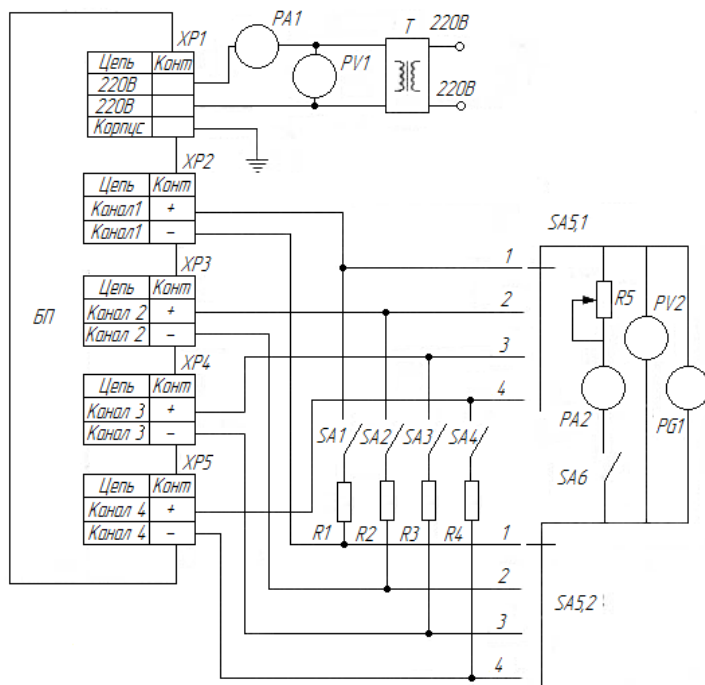 БП
XP1
Цепь Конт
220В
220В
Корпус
PA1
PV1
T
220В
220В
XP2
Цепь Конт
Канал1 +
Канал1 −
XP3
Цепь Конт
Канал 2 +
Канал 2 −
XP4
Цепь Конт
Канал 3 +
Канал 3 −
XP5
Цепь Конт
Канал 4 +
Канал 4 −
SA5,1
1
2
3
4
R5
PV2
PA2
PG1
SA6
SA1 SA2 SA3 SA4
R1 R2 R3 R4
1
2
3
4
SA5,2